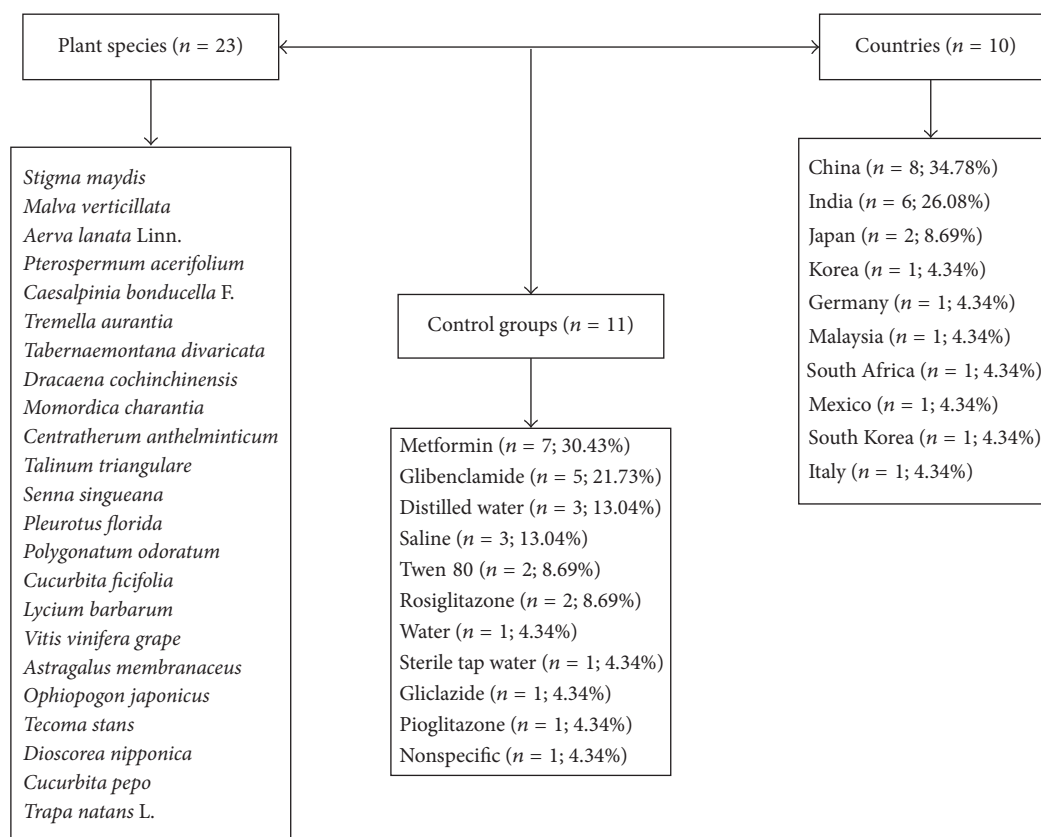 Plant species (n = 23)
Stigma maydis
Malva verticillata
Aerva lanata Linn.
Pterospermum acerifolium
Caesalpinia bonducella F.
Tremella aurantia
Tabernaemontana divaricata
Dracaena cochinchinensis
Momordica charantia
Centratherum anthelminticum
Talinum triangulare
Senna singueana
Pleurotus florida
Polygonatum odoratum
Cucurbita ficifolia
Lycium barbarum
Vitis vinifera grape
Astragalus membranaceus
Ophiopogon japonicus
Tecoma stans
Dioscorea nipponica
Cucurbita pepo
Trapa natans L.
Control groups (n = 11)
Metformin (n = 7; 30.43%)
Glibenclamide (n = 5; 21.73%)
Distilled water (n = 3; 13.04%)
Saline (n = 3; 13.04%)
Twen 80 (n = 2; 8.69%)
Rosiglitazone (n = 2; 8.69%)
Water (n = 1; 4.34%)
Sterile tap water (n = 1; 4.34%)
Gliclazide (n = 1; 4.34%)
Pioglitazone (n = 1; 4.34%)
Nonspecific (n = 1; 4.34%)
Countries (n = 10)
China (n = 8; 34.78%)
India (n = 6; 26.08%)
Japan (n = 2; 8.69%)
Korea (n = 1; 4.34%)
Germany (n = 1; 4.34%)
Malaysia (n = 1; 4.34%)
South Africa (n = 1; 4.34%)
Mexico (n = 1; 4.34%)
South Korea (n = 1; 4.34%)
Italy (n = 1; 4.34%)